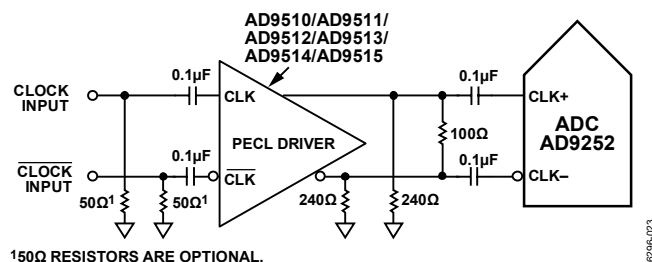 AD9510/AD9511/
AD9512/AD9513/
AD9514/AD9515
0.1µF
0.1µF
CLOCK
INPUT
CLK
CLK+
PECL DRIVER
100Ω
ADC
AD9252
0.1µF
0.1µF
CLOCK
INPUT
CLK
CLK–
50Ω1
50Ω1
240Ω
240Ω
150Ω RESISTORS ARE OPTIONAL.